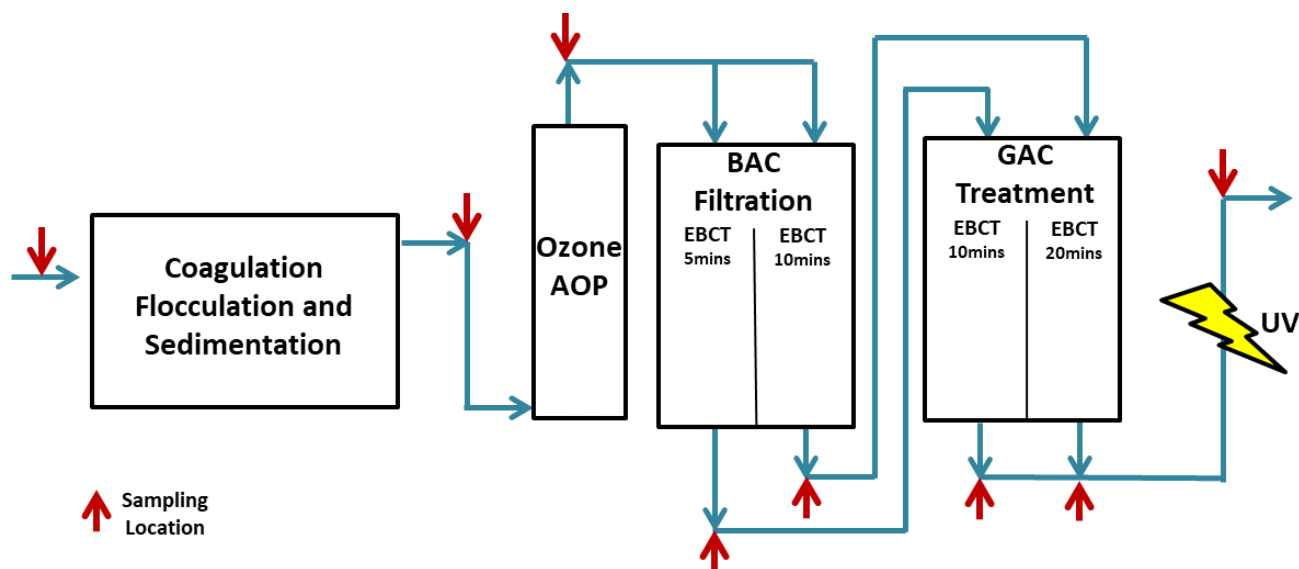 Coagulation
Flocculation and
Sedimentation
Ozone
AOP
BAC
Filtration
EBCT
5mins
EBCT
10mins
GAC
Treatment
EBCT
10mins
EBCT
20mins
UV
Sampling
Location